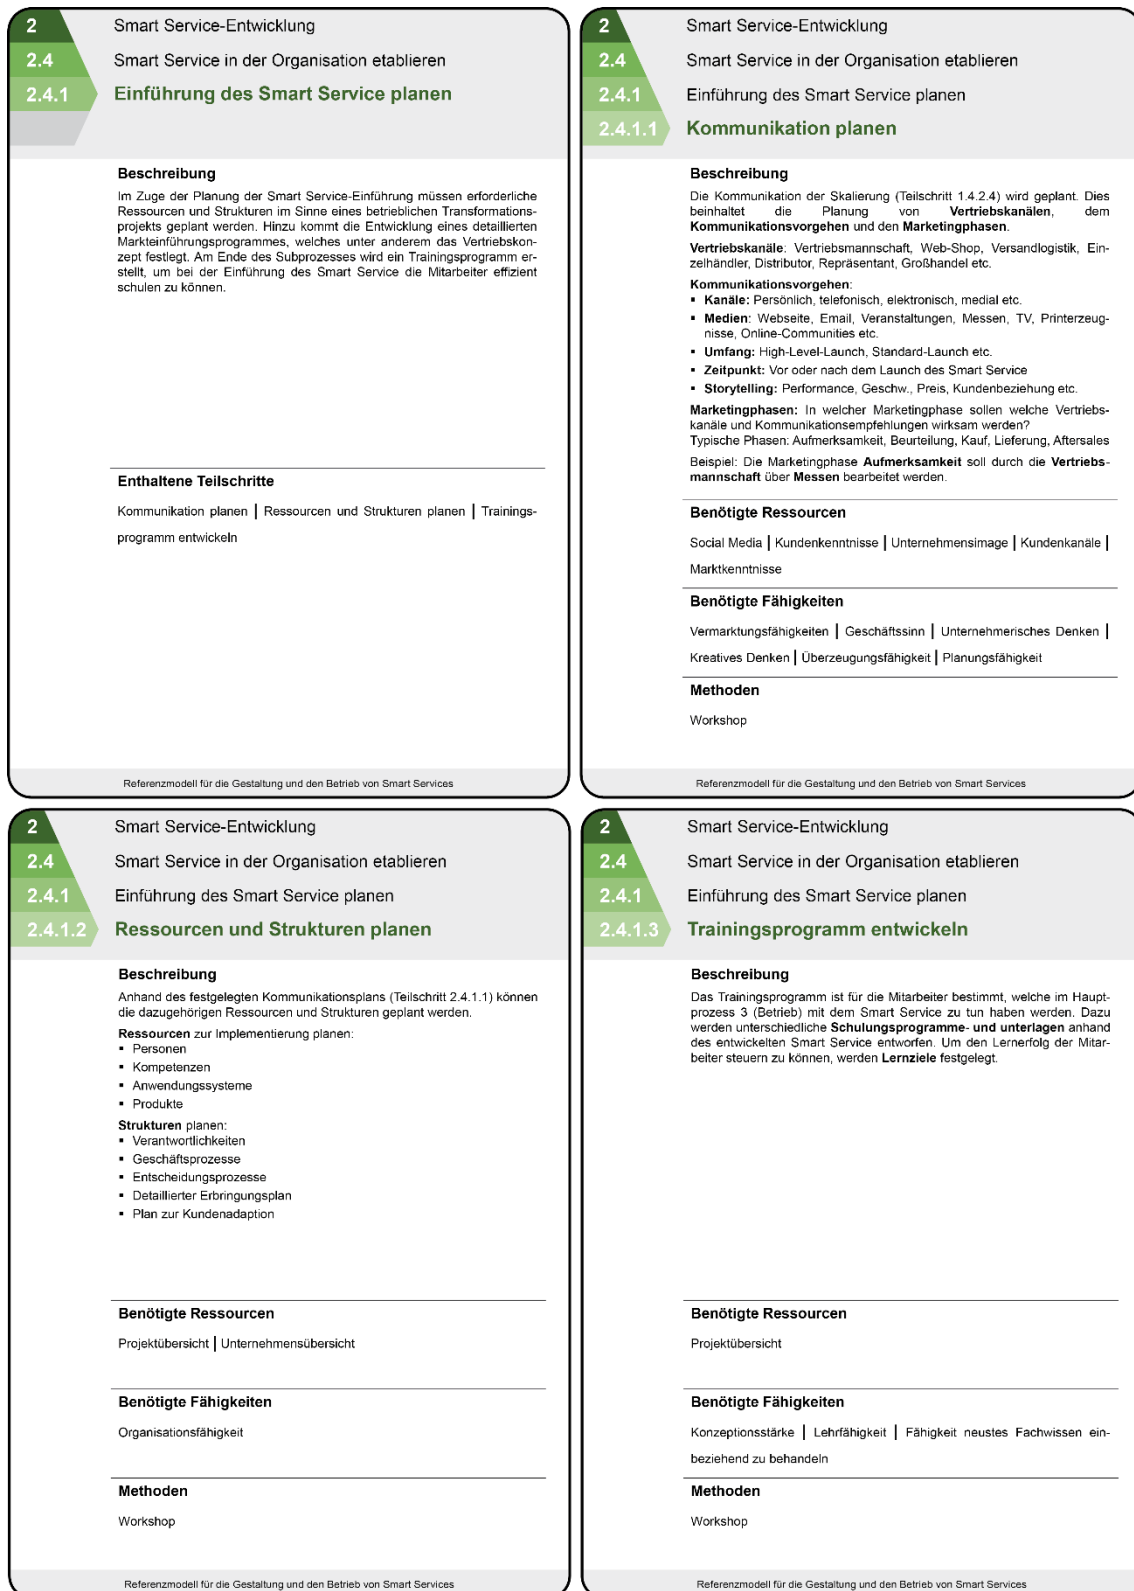 2 Smart Service-Entwicklung
2.4 Smart Service in der Organisation etablieren
2.4.1 Einführung des Smart Service planen
Beschreibung
Im Zuge der Planung der Smart Service-Einführung müssen erforderliche
Ressourcen und Strukturen im Sinne eines betrieblichen Transformations-
projekts geplant werden. Hinzu kommt die Entwicklung eines detaillierten
Markteinführungsprogrammes, welches unter anderem das Vertriebskon-
zept festlegt. Am Ende des Subprozesses wird ein Trainingsprogramm er-
stellt, um bei der Einführung des Smart Service die Mitarbeiter effizient
schulen zu können.
Enthaltene Teilschritte
Kommunikation planen | Ressourcen und Strukturen planen | Trainings-
programm entwickeln
Referenzmodell für die Gestaltung und den Betrieb von Smart Services
2 Smart Service-Entwicklung
2.4 Smart Service in der Organisation etablieren
2.4.1 Einführung des Smart Service planen
2.4.1.1 Kommunikation planen
Beschreibung
Die Kommunikation der Skalierung (Teilschritt 1.4.2.4) wird geplant. Dies
beinhaltet die Planung von Vertriebskanälen, dem
Kommunikationsvorgehen und den Marketingphasen.
Vertriebskanäle: Vertriebsmannschaft, Web-Shop, Versandlogistik, Ein-
zelhändler, Distributor, Repräsentant, Großhandel etc.
Kommunikationsvorgehen:
▪ Kanäle: Persönlich, telefonisch, elektronisch, medial etc.
▪ Medien: Webseite, Email, Veranstaltungen, Messen, TV, Printerzeug-
nisse, Online-Communities etc.
▪ Umfang: High-Level-Launch, Standard-Launch etc.
▪ Zeitpunkt: Vor oder nach dem Launch des Smart Service
▪ Storytelling: Performance, Geschw., Preis, Kundenbeziehung etc.
Marketingphasen: In welcher Marketingphase sollen welche Vertriebs-
kanäle und Kommunikationsempfehlungen wirksam werden?
Typische Phasen: Aufmerksamkeit, Beurteilung, Kauf, Lieferung, Aftersales
Beispiel: Die Marketingphase Aufmerksamkeit soll durch die Vertriebs-
mannschaft über Messen bearbeitet werden.
Benötigte Ressourcen
Social Media | Kundenkenntnisse | Unternehmensimage | Kundenkanäle |
Marktkenntnisse
Benötigte Fähigkeiten
Vermarktungsfähigkeiten | Geschäftssinn | Unternehmerisches Denken |
Kreatives Denken | Überzeugungsfähigkeit | Planungsfähigkeit
Methoden
Workshop
Referenzmodell für die Gestaltung und den Betrieb von Smart Services
2 Smart Service-Entwicklung
2.4 Smart Service in der Organisation etablieren
2.4.1 Einführung des Smart Service planen
2.4.1.2 Ressourcen und Strukturen planen
Beschreibung
Anhand des festgelegten Kommunikationsplans (Teilschritt 2.4.1.1) können
die dazugehörigen Ressourcen und Strukturen geplant werden.
Ressourcen zur Implementierung planen:
▪ Personen
▪ Kompetenzen
▪ Anwendungssysteme
▪ Produkte
Strukturen planen:
▪ Verantwortlichkeiten
▪ Geschäftsprozesse
▪ Entscheidungsprozesse
▪ Detaillierter Erbringungsplan
▪ Plan zur Kundenadaption
Benötigte Ressourcen
Projektübersicht | Unternehmensübersicht
Benötigte Fähigkeiten
Organisationsfähigkeit
Methoden
Workshop
Referenzmodell für die Gestaltung und den Betrieb von Smart Services
2 Smart Service-Entwicklung
2.4 Smart Service in der Organisation etablieren
2.4.1 Einführung des Smart Service planen
2.4.1.3 Trainingsprogramm entwickeln
Beschreibung
Das Trainingsprogramm ist für die Mitarbeiter bestimmt, welche im Haupt-
prozess 3 (Betrieb) mit dem Smart Service zu tun haben werden. Dazu
werden unterschiedliche Schulungsprogramme- und unterlagen anhand
des entwickelten Smart Service entworfen. Um den Lernerfolg der Mitar-
beiter steuern zu können, werden Lernziele festgelegt.
Benötigte Ressourcen
Projektübersicht
Benötigte Fähigkeiten
Konzeptionsstärke | Lehrfähigkeit | Fähigkeit neustes Fachwissen ein-
beziehend zu behandeln
Methoden
Workshop
Referenzmodell für die Gestaltung und den Betrieb von Smart Services